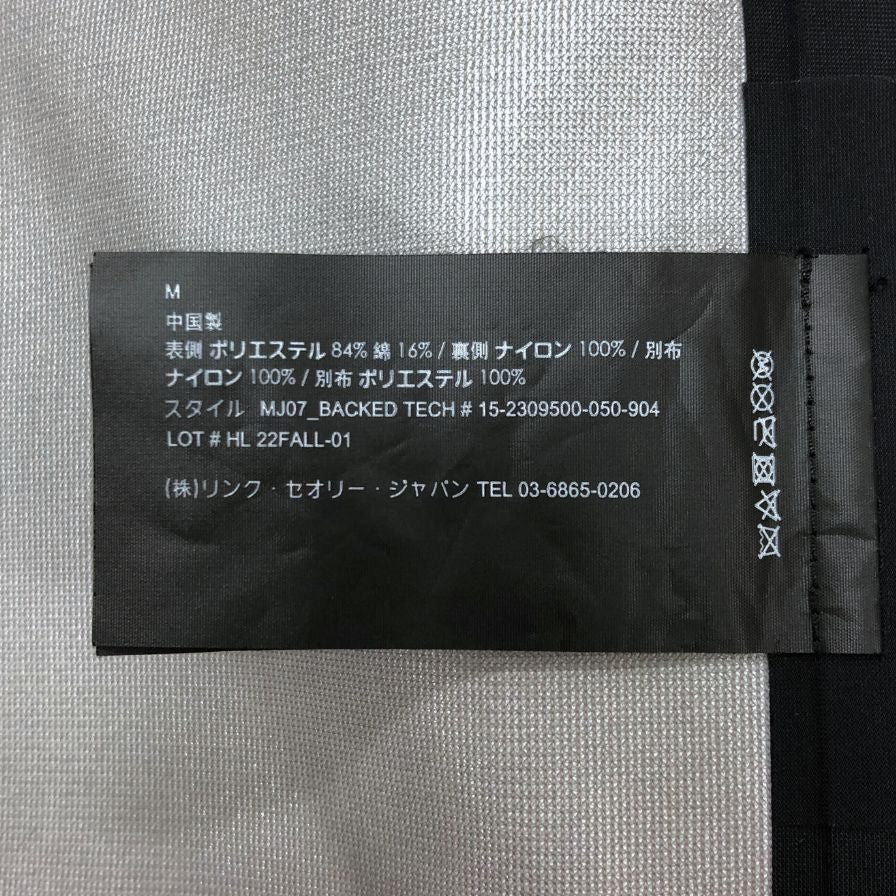 M
中国製
表側 ポリエステル 84% 綿 16% / 裏側 ナイロン 100% / 別布
ナイロン 100% / 別布 ポリエステル 100%
スタイル MJ07_BACKED TECH # 15-2309500-050-904
LOT # HL 22FALL-01
(株)リンク・セオリー・ジャパン TEL 03-6865-0206